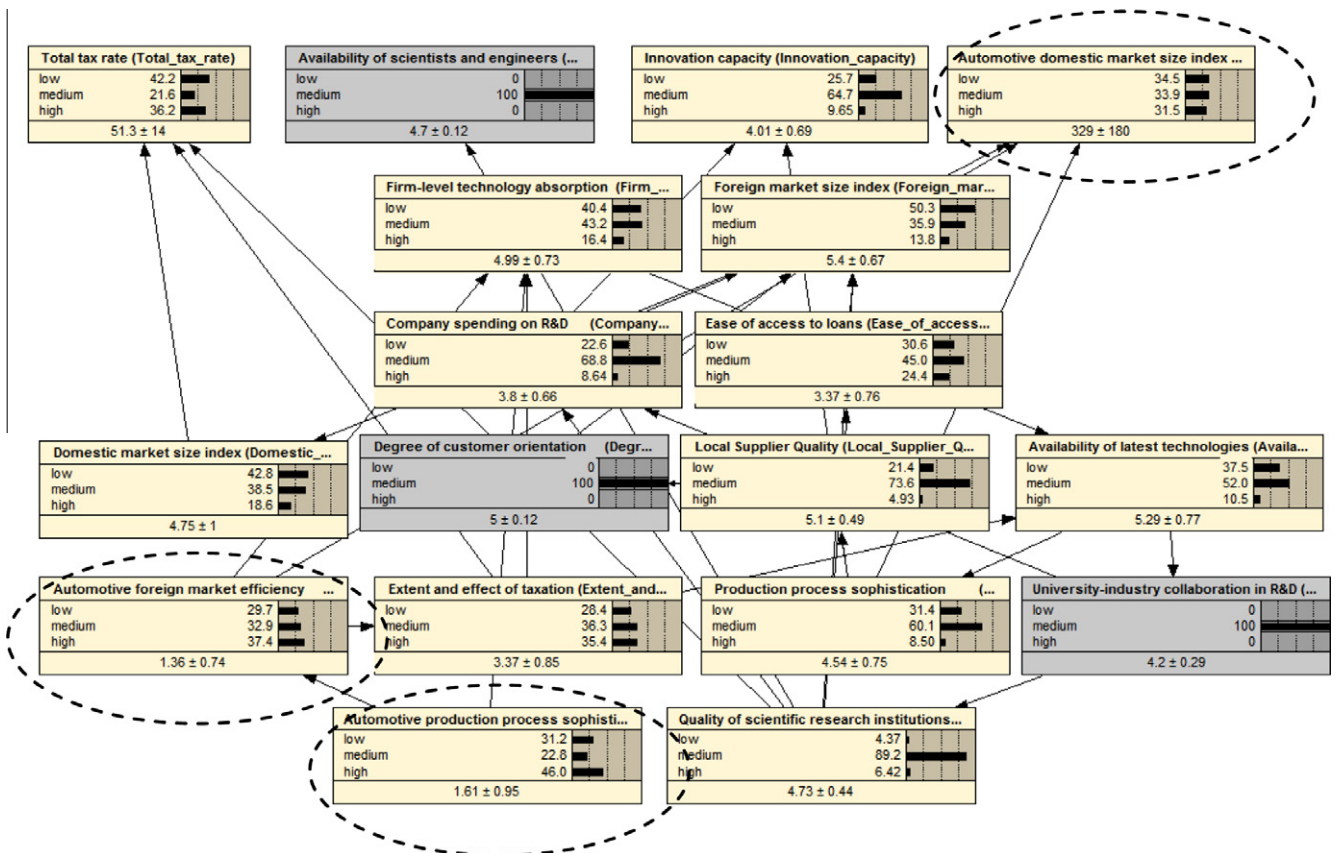 Total tax rate (Total_tax_rate)
low 42.2
medium 21.6
high 36.2
51.3 ± 14
Availability of scientists and engineers (...
low 0
medium 100
high 0
4.7 ± 0.12
Innovation capacity (Innovation_capacity)
low 25.7
medium 64.7
high 9.65
4.01 ± 0.69
Automotive domestic market size index ...
low 34.5
medium 33.9
high 31.5
329 ± 180
Firm-level technology absorption (Firm_...
low 40.4
medium 43.2
high 16.4
4.99 ± 0.73
Foreign market size index (Foreign_mar...
low 50.3
medium 35.9
high 13.8
5.4 ± 0.67
Company spending on R&D (Company...
low 22.6
medium 68.8
high 8.64
3.8 ± 0.66
Ease of access to loans (Ease_of_access...
low 30.6
medium 45.0
high 24.4
3.37 ± 0.76
Domestic market size index (Domestic_...
low 42.8
medium 38.5
high 18.6
4.75 ± 1
Degree of customer orientation (Degr...
low 0
medium 100
high 0
5 ± 0.12
Local Supplier Quality (Local_Supplier_Q...
low 21.4
medium 73.6
high 4.93
5.1 ± 0.49
Availability of latest technologies (Availa...
low 37.5
medium 52.0
high 10.5
5.29 ± 0.77
Automotive foreign market efficiency ...
low 29.7
medium 32.9
high 37.4
1.36 ± 0.74
Extent and effect of taxation (Extent_and...
low 28.4
medium 36.3
high 35.4
3.37 ± 0.85
Production process sophistication (...
low 31.4
medium 60.1
high 8.50
4.54 ± 0.75
University-industry collaboration in R&D (...
low 0
medium 100
high 0
4.2 ± 0.29
Automotive production process sophisti...
low 31.2
medium 22.8
high 46.0
1.61 ± 0.95
Quality of scientific research institutions...
low 4.37
medium 89.2
high 6.42
4.73 ± 0.44